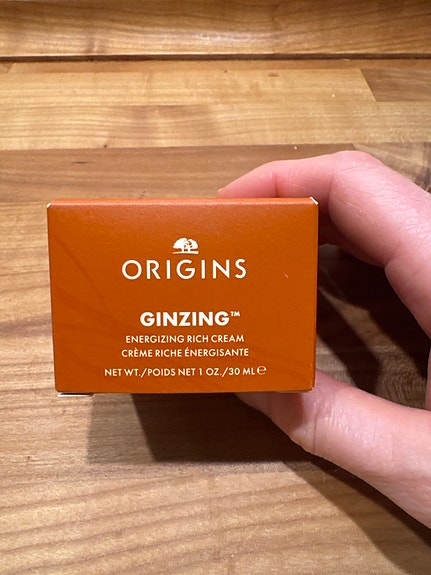 ORIGINS
GINZING™
ENERGIZING RICH CREAM
CRÈME RICHE ÉNERGISANTE
NET WT./POIDS NET 1 OZ./30 ML ℮